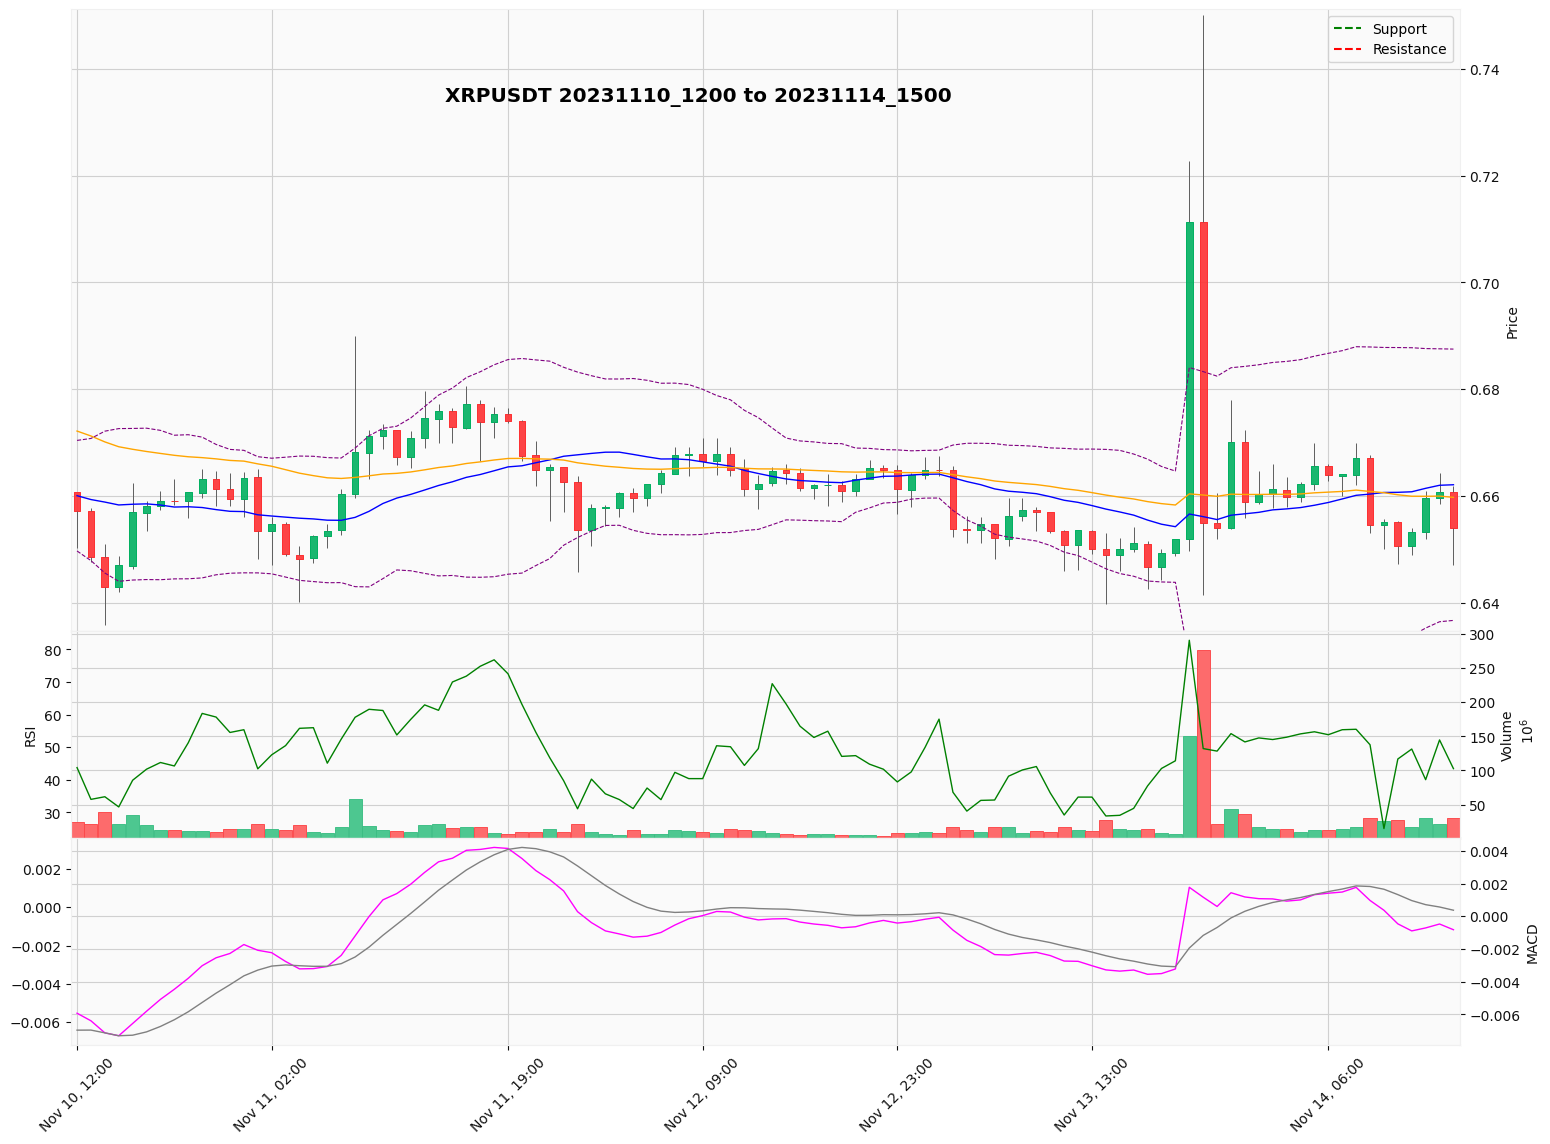 XRPUSDT 20231110_1200 to 20231114_1500
Support
Resistance
0.74
0.72
0.70
0.68
0.66
0.64
Price
80
70
60
50
40
30
RSI
300
250
200
150
100
50
Volume
10^6
0.002
0.000
−0.002
−0.004
−0.006
0.004
0.002
0.000
−0.002
−0.004
−0.006
MACD
Nov 10, 12:00
Nov 11, 02:00
Nov 11, 19:00
Nov 12, 09:00
Nov 12, 23:00
Nov 13, 13:00
Nov 14, 06:00